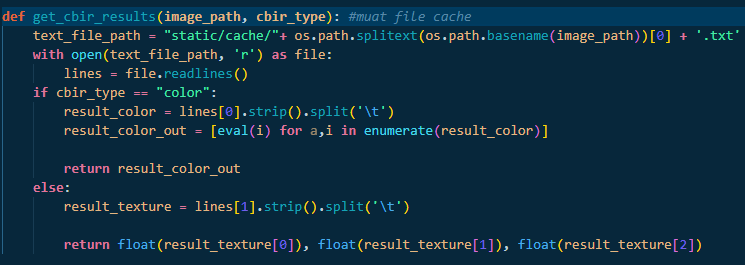 def get_cbir_results(image_path, cbir_type): #muat file cache
    text_file_path = "static/cache/"+ os.path.splitext(os.path.basename(image_path))[0] + '.txt'
    with open(text_file_path, 'r') as file:
        lines = file.readlines()
    if cbir_type == "color":
        result_color = lines[0].strip().split('\t')
        result_color_out = [eval(i) for a,i in enumerate(result_color)]
        return result_color_out
    else:
        result_texture = lines[1].strip().split('\t')
        return float(result_texture[0]), float(result_texture[1]), float(result_texture[2])